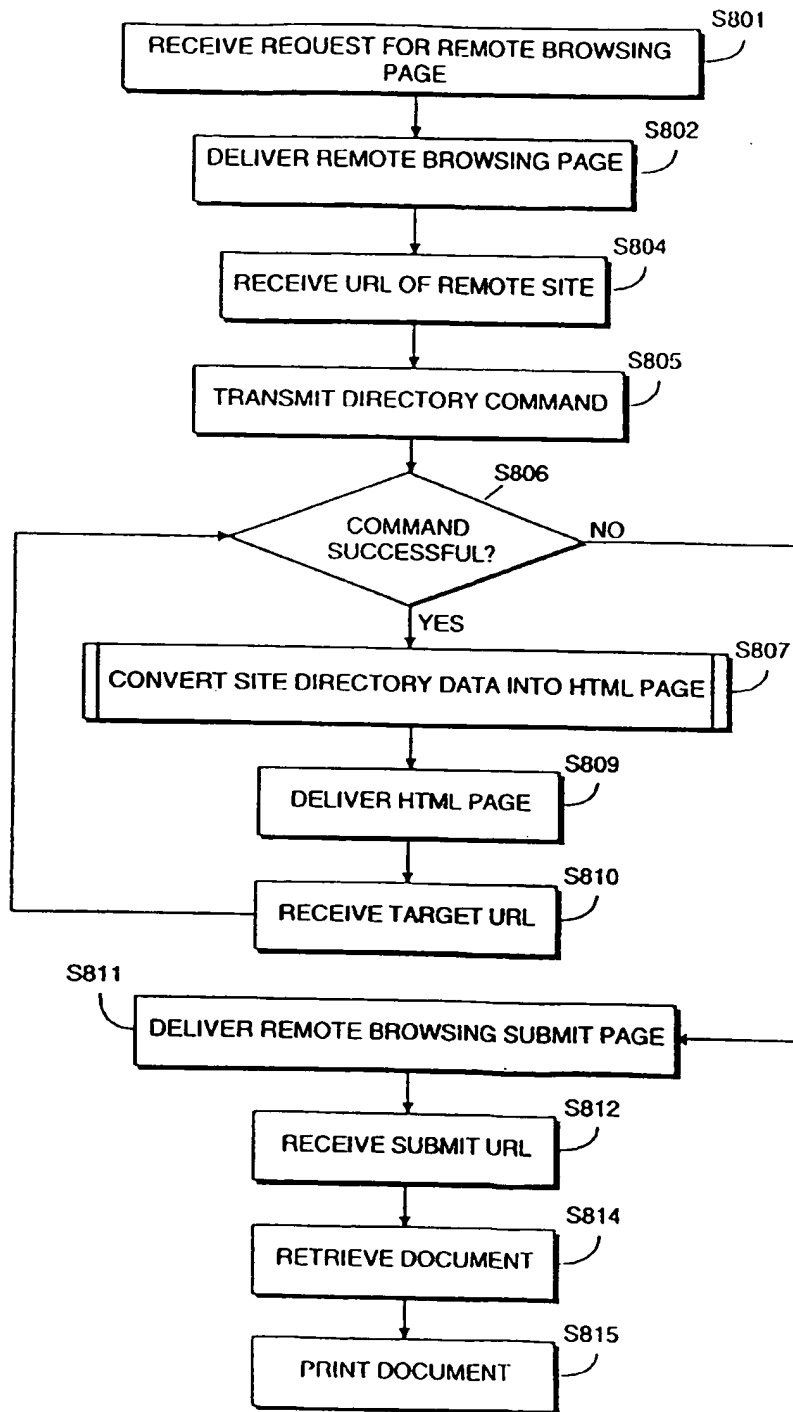 S801
RECEIVE REQUEST FOR REMOTE BROWSING
PAGE
S802
DELIVER REMOTE BROWSING PAGE
S804
RECEIVE URL OF REMOTE SITE
S805
TRANSMIT DIRECTORY COMMAND
S806
COMMAND
SUCCESSFUL?
NO
YES
S807
CONVERT SITE DIRECTORY DATA INTO HTML PAGE
S809
DELIVER HTML PAGE
S810
RECEIVE TARGET URL
S811
DELIVER REMOTE BROWSING SUBMIT PAGE
S812
RECEIVE SUBMIT URL
S814
RETRIEVE DOCUMENT
S815
PRINT DOCUMENT